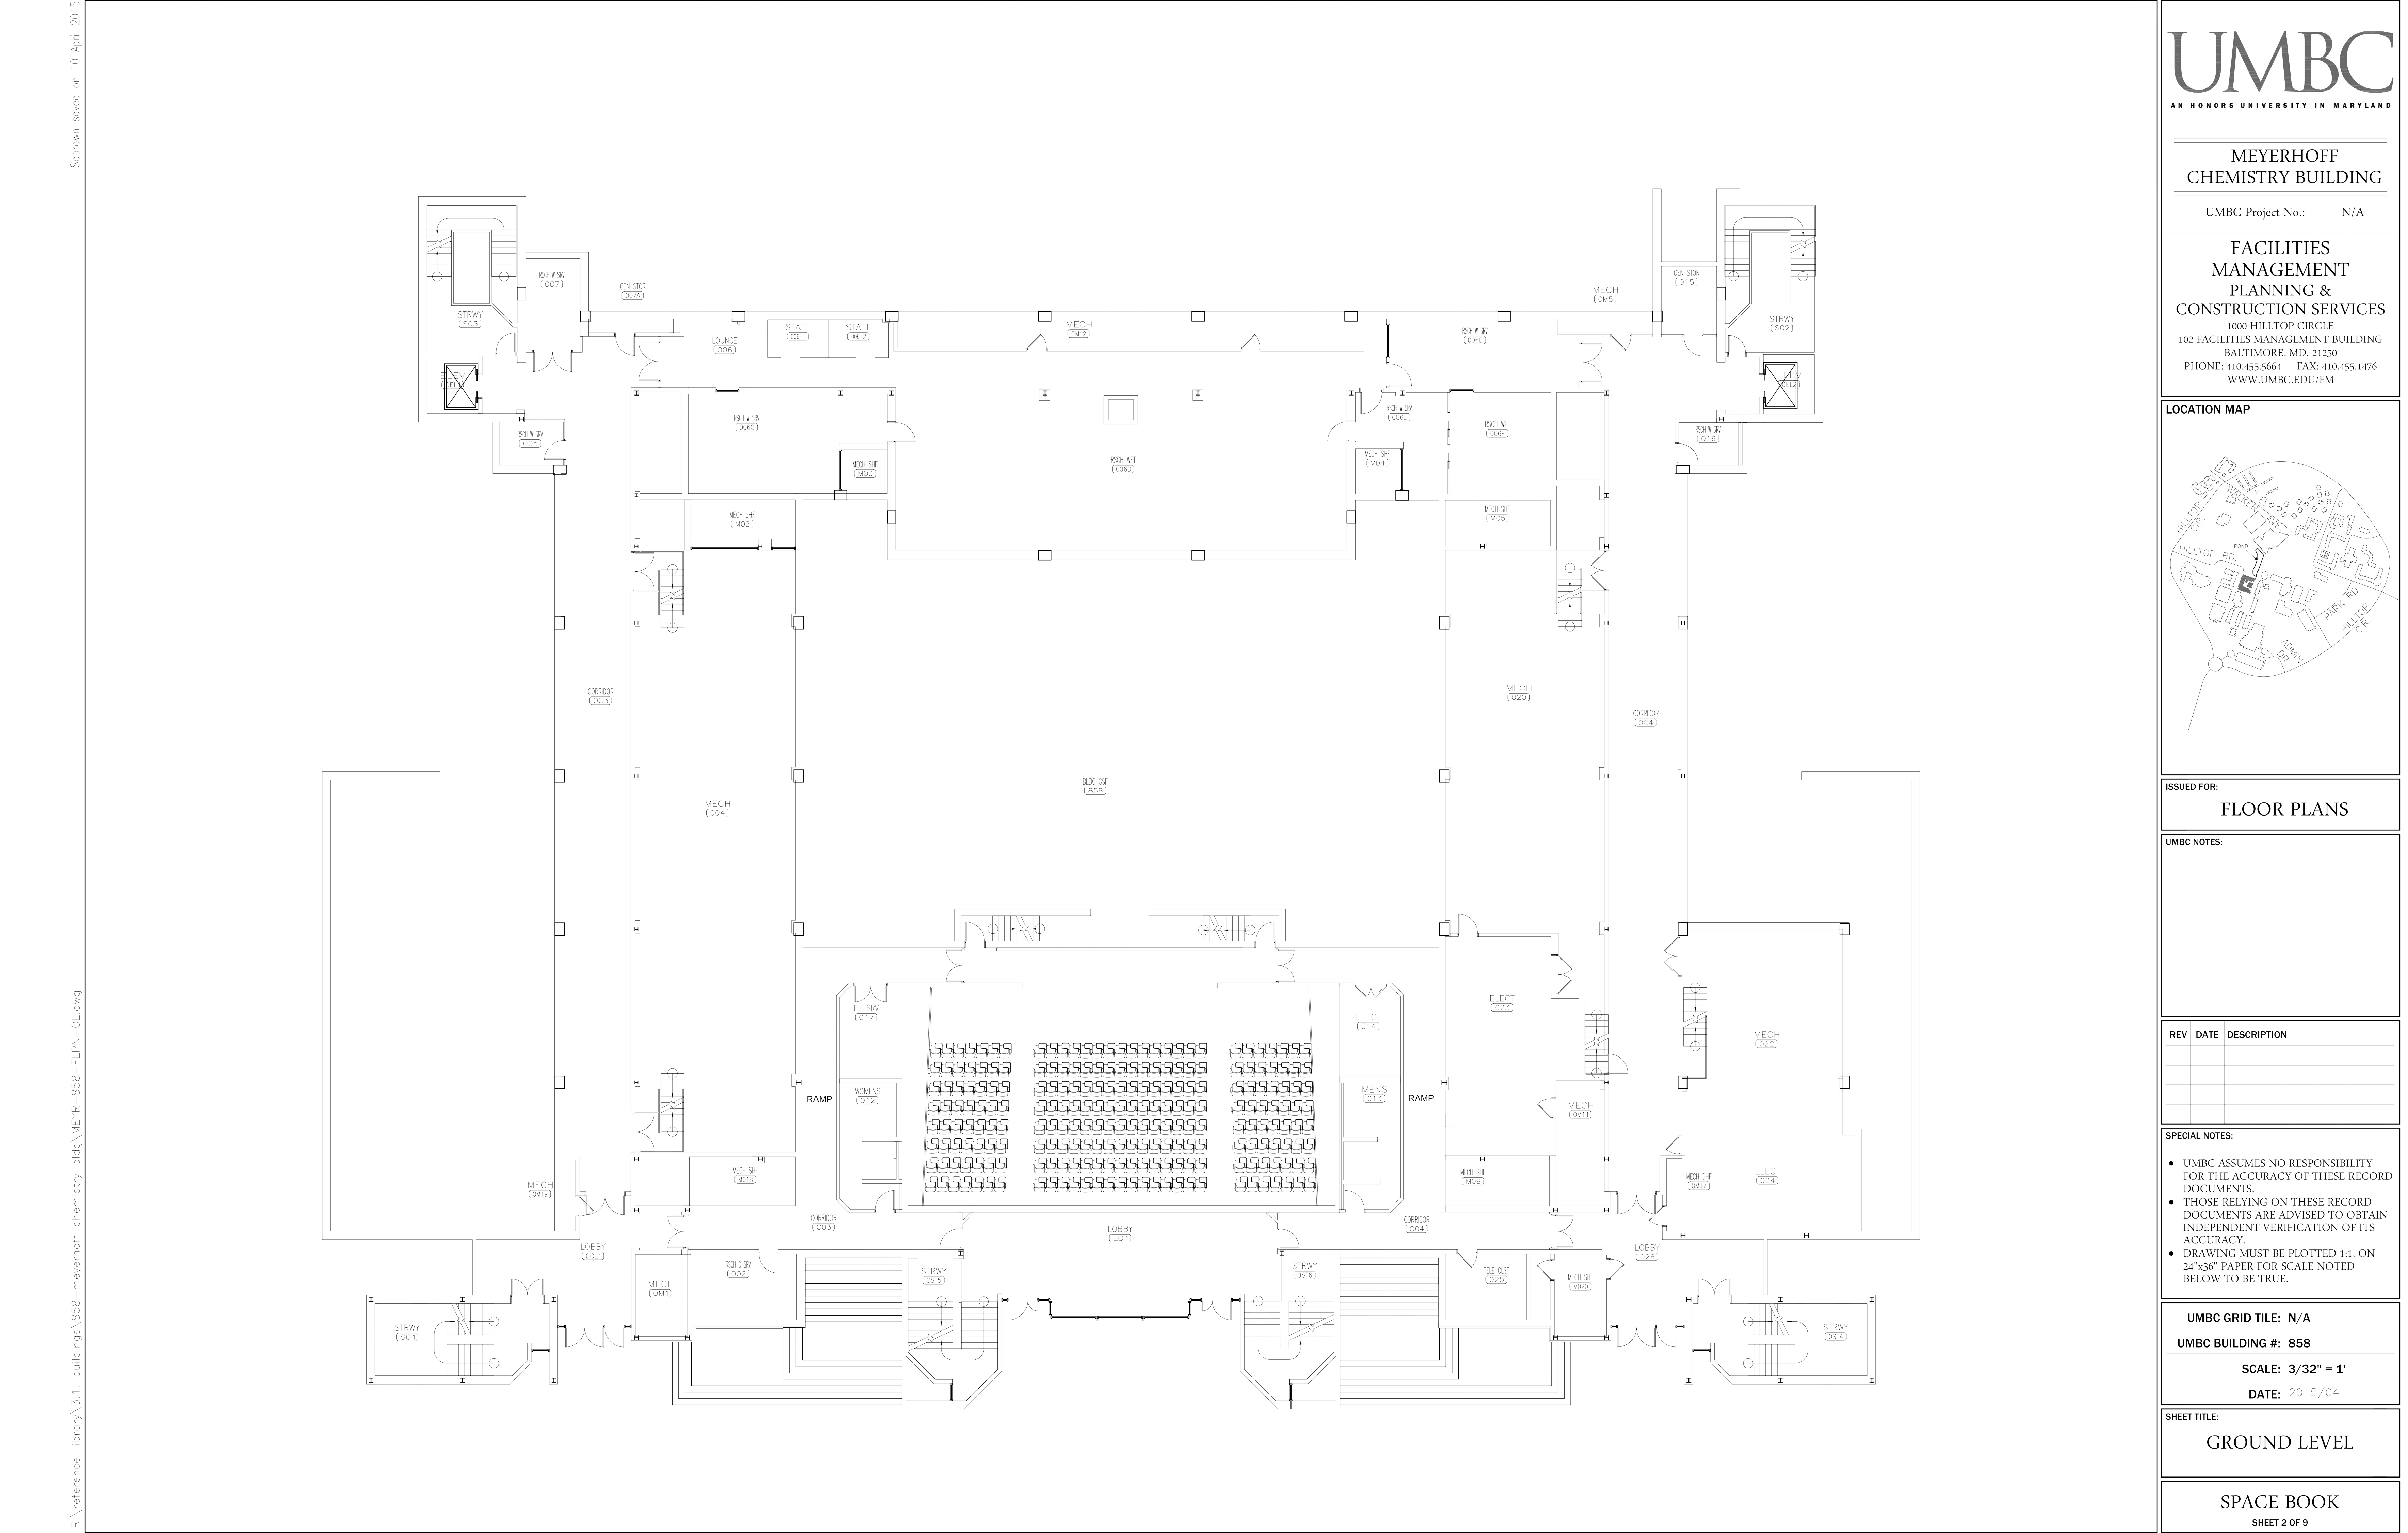 Sebrown saved on 10 April 2015
R:\reference_library\3.1. buildings\858-meyerhoff chemistry bldg\MEYR-858-FLPN-0L.dwg
STRWY
S03
RSCH W SRV
007
CEN STOR
007A
LOUNGE
006
STAFF
006-1
STAFF
006-2
MECH
0M12
RSCH W SRV
006D
MECH
0M5
CEN STOR
015
STRWY
S02
ELEV
ELEV
RSCH W SRV
005
RSCH W SRV
006C
MECH SHF
M03
RSCH WET
006B
MECH SHF
M04
RSCH W SRV
006E
RSCH WET
006F
RSCH W SRV
016
MECH SHF
M02
MECH SHF
M05
CORRIDOR
0C3
MECH
004
BLDG GSF
858
MECH
020
CORRIDOR
0C4
LH SRV
017
ELECT
014
ELECT
023
MECH
022
WOMENS
012
RAMP
MENS
013
RAMP
MECH
0M11
MECH
0M19
MECH SHF
M018
MECH SHF
M09
MECH SHF
0M17
ELECT
024
CORRIDOR
C03
LOBBY
L01
CORRIDOR
C04
LOBBY
0CL1
LOBBY
026
MECH
0M1
RSCH D SRV
002
STRWY
0ST5
STRWY
0ST6
TELE CLST
025
MECH SHF
M020
STRWY
S01
STRWY
0ST4
UMBC
AN HONORS UNIVERSITY IN MARYLAND
MEYERHOFF
CHEMISTRY BUILDING
UMBC Project No.: N/A
FACILITIES
MANAGEMENT
PLANNING &
CONSTRUCTION SERVICES
1000 HILLTOP CIRCLE
102 FACILITIES MANAGEMENT BUILDING
BALTIMORE, MD. 21250
PHONE: 410.455.5664 FAX: 410.455.1476
WWW.UMBC.EDU/FM
LOCATION MAP
HILLTOP
CIR.
WALKER AVE.
POND
HILLTOP RD.
PARK RD.
HILLTOP
CIR.
ADMIN
DR.
ISSUED FOR:
FLOOR PLANS
UMBC NOTES:
REV DATE DESCRIPTION
SPECIAL NOTES:
● UMBC ASSUMES NO RESPONSIBILITY
FOR THE ACCURACY OF THESE RECORD
DOCUMENTS.
● THOSE RELYING ON THESE RECORD
DOCUMENTS ARE ADVISED TO OBTAIN
INDEPENDENT VERIFICATION OF ITS
ACCURACY.
● DRAWING MUST BE PLOTTED 1:1, ON
24"x36" PAPER FOR SCALE NOTED
BELOW TO BE TRUE.
UMBC GRID TILE: N/A
UMBC BUILDING #: 858
SCALE: 3/32" = 1'
DATE: 2015/04
SHEET TITLE:
GROUND LEVEL
SPACE BOOK
SHEET 2 OF 9